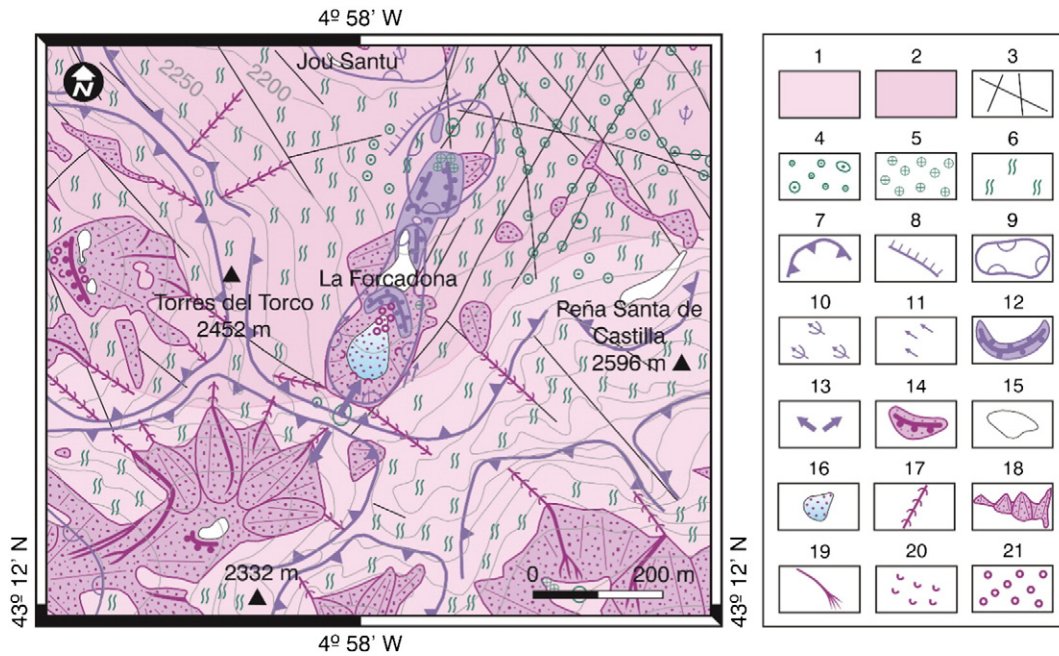 4º 58' W
Jou Santu
N
2250
2200
La Forcadona
Torres del Torco
2452 m
Peña Santa de
Castilla
2596 m
2332 m
0 200 m
43º 12' N
43º 12' N
4º 58' W
1 2 3
4 5 6
7 8 9
10 11 12
13 14 15
16 17 18
19 20 21